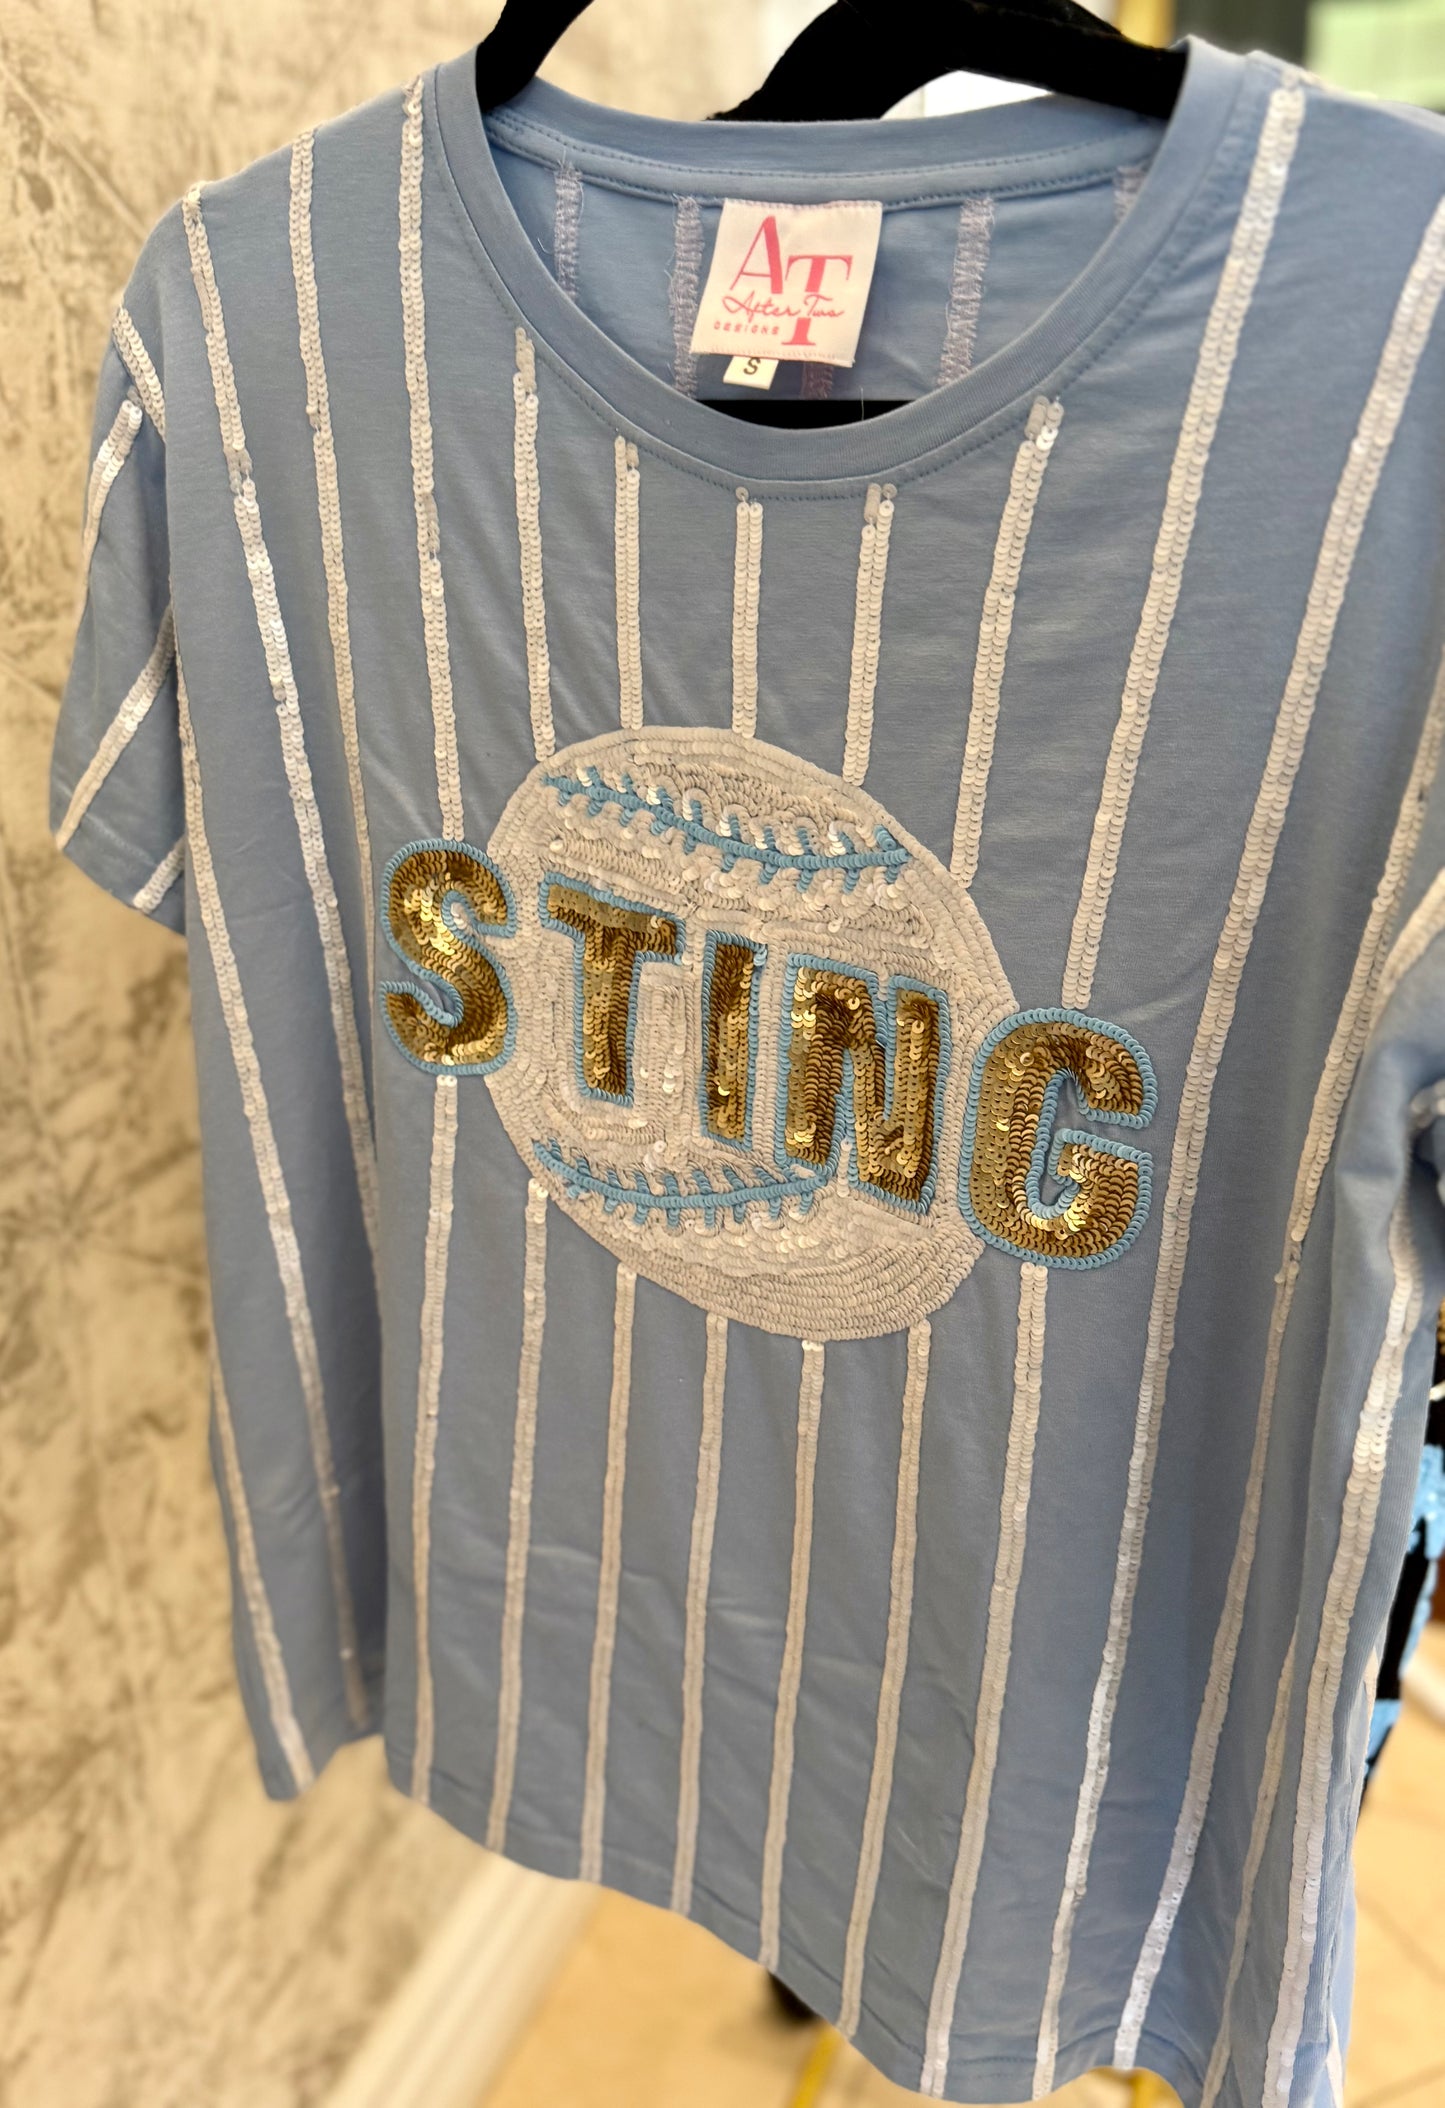 AT
After Two
DESIGNS
S
STING